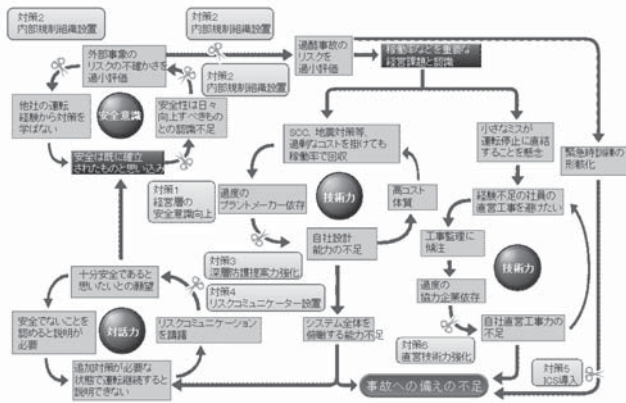 対策2
内部規制組織設置
対策2
内部規制組織設置
外部事象の
リスクの不確かさを
過小評価
対策2
内部規制組織設置
過酷事故の
リスクを
過小評価
稼働率などを重要な
経営課題と認識
他社の運転
経験から対策を
学ばない
安全意識
安全性は日々
向上すべきもの
との認識不足
安全は既に確立
されたものと思い込み
SCC、地震対策等、
過剰なコストを掛けても
稼働率で回収
小さなミスが
運転停止に直結
することを懸念
緊急時訓練の
形骸化
対策1
経営層の
安全意識向上
過度の
プラントメーカー依存
技術力
高コスト
体質
経験不足の社員の
直営工事を避けたい
自社設計
能力の不足
工事監理に
傾注
技術力
対策3
深層防護提案力強化
対策4
リスクコミュニケーター設置
過度の
協力企業依存
十分安全であると
思いたいとの願望
安全でないことを
認めると説明が
必要
対話力
リスクコミュニケーション
を躊躇
システム全体を
俯瞰する能力不足
自社直営工事力の
不足
対策6
直営技術力強化
対策5
ICS導入
追加対策が必要な
状態で運転継続すると
説明できない
事故への備えの不足